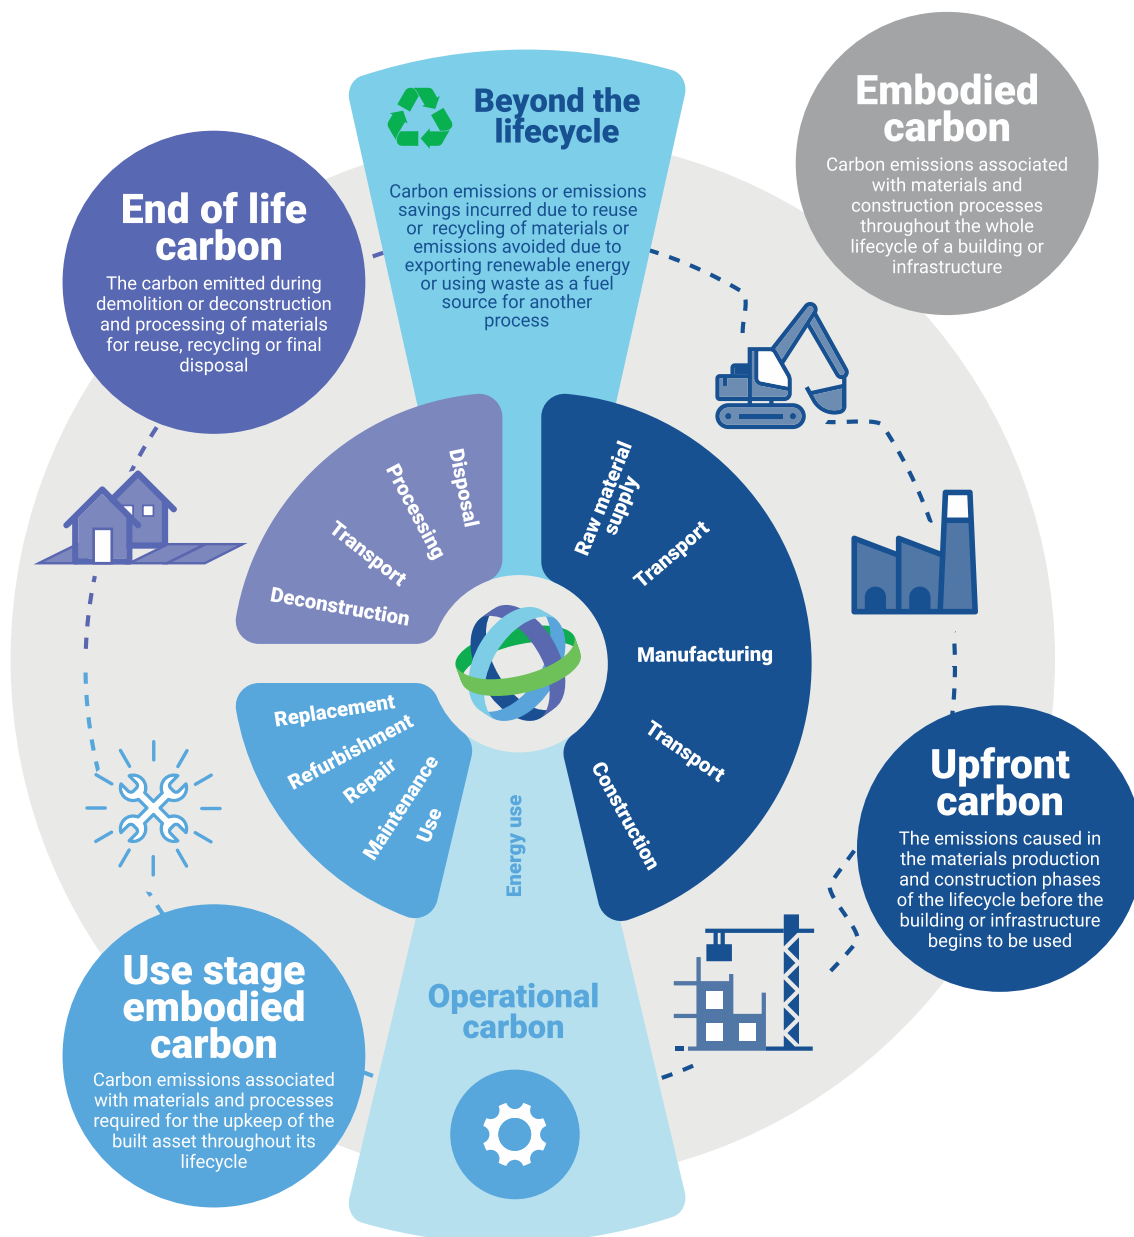 Beyond the
lifecycle
Carbon emissions or emissions
savings incurred due to reuse
or recycling of materials or
emissions avoided due to
exporting renewable energy
or using waste as a fuel
source for another
process
Embodied
carbon
Carbon emissions associated
with materials and
construction processes
throughout the whole
lifecycle of a building or
infrastructure
End of life
carbon
The carbon emitted during
demolition or deconstruction
and processing of materials
for reuse, recycling or final
disposal
Disposal
Processing
Transport
Deconstruction
Raw material
supply
Transport
Manufacturing
Transport
Construction
Replacement
Refurbishment
Repair
Maintenance
Use
Energy use
Upfront
carbon
The emissions caused in
the materials production
and construction phases
of the lifecycle before the
building or infrastructure
begins to be used
Use stage
embodied
carbon
Carbon emissions associated
with materials and processes
required for the upkeep of the
built asset throughout its
lifecycle
Operational
carbon